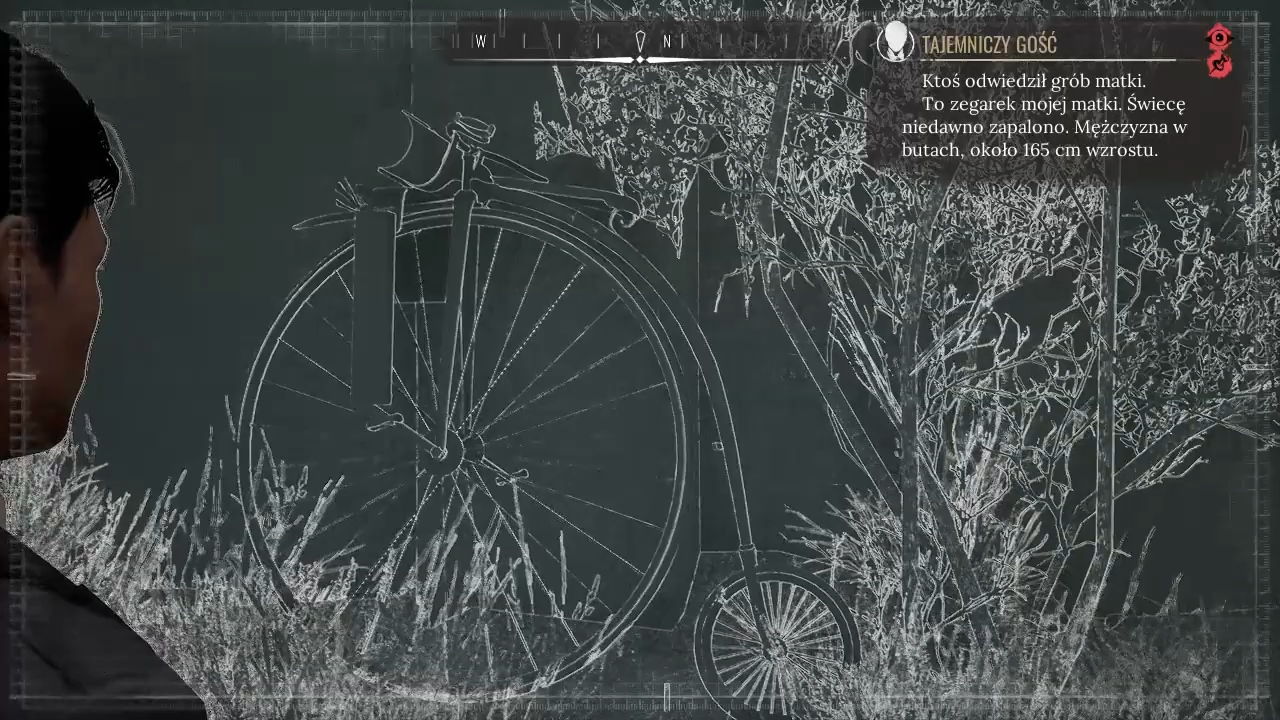 W N
TAJEMNICZY GOŚĆ
Ktoś odwiedził grób matki.
To zegarek mojej matki. Świecę
niedawno zapalono. Mężczyzna w
butach, około 165 cm wzrostu.